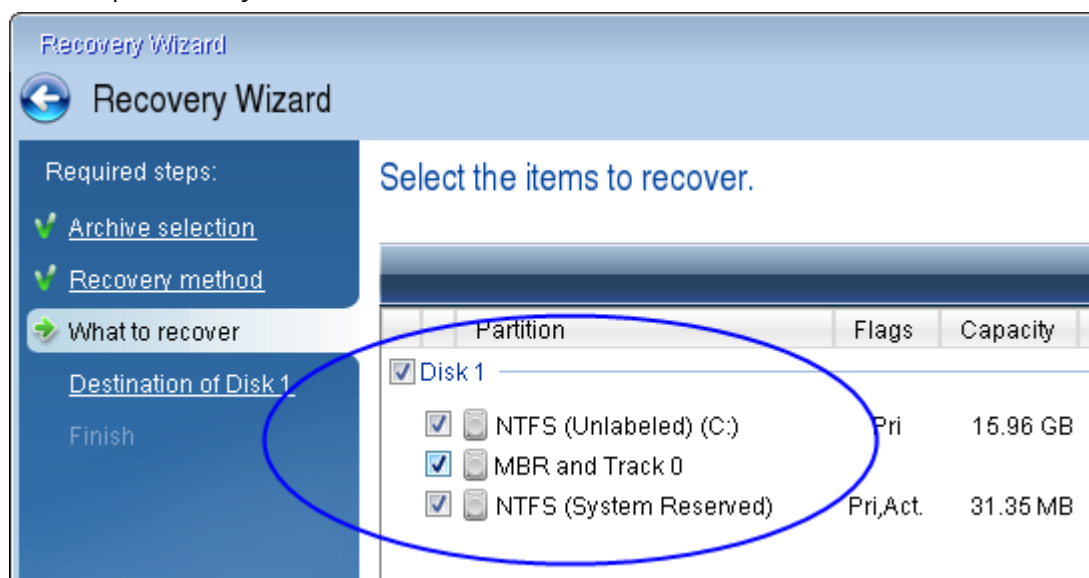 Recovery Wizard
Recovery Wizard
Required steps:
Archive selection
Recovery method
What to recover
Destination of Disk 1
Finish
Select the items to recover.
Partition Flags Capacity
Disk 1
NTFS (Unlabeled) (C:) Pri 15.96 GB
MBR and Track 0
NTFS (System Reserved) Pri,Act. 31.35 MB